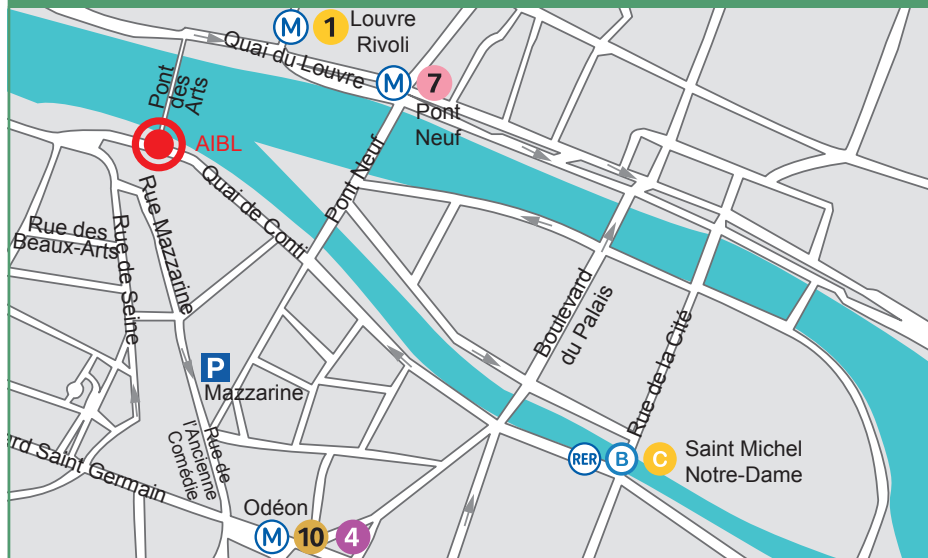 M 1 Louvre
Rivoli
Quai du Louvre
M 7
Pont
Neuf
Pont
des
Arts
AIBL
Pont Neuf
Quai de Conti
Rue Mazzarine
Rue des
Beaux-Arts
Rue de Seine
Boulevard
du Palais
Rue de la Cité
P
Mazzarine
Rue de
l'Ancienne
Comédie
RER B C Saint Michel
Notre-Dame
ard Saint Germain
Odéon
M 10 4